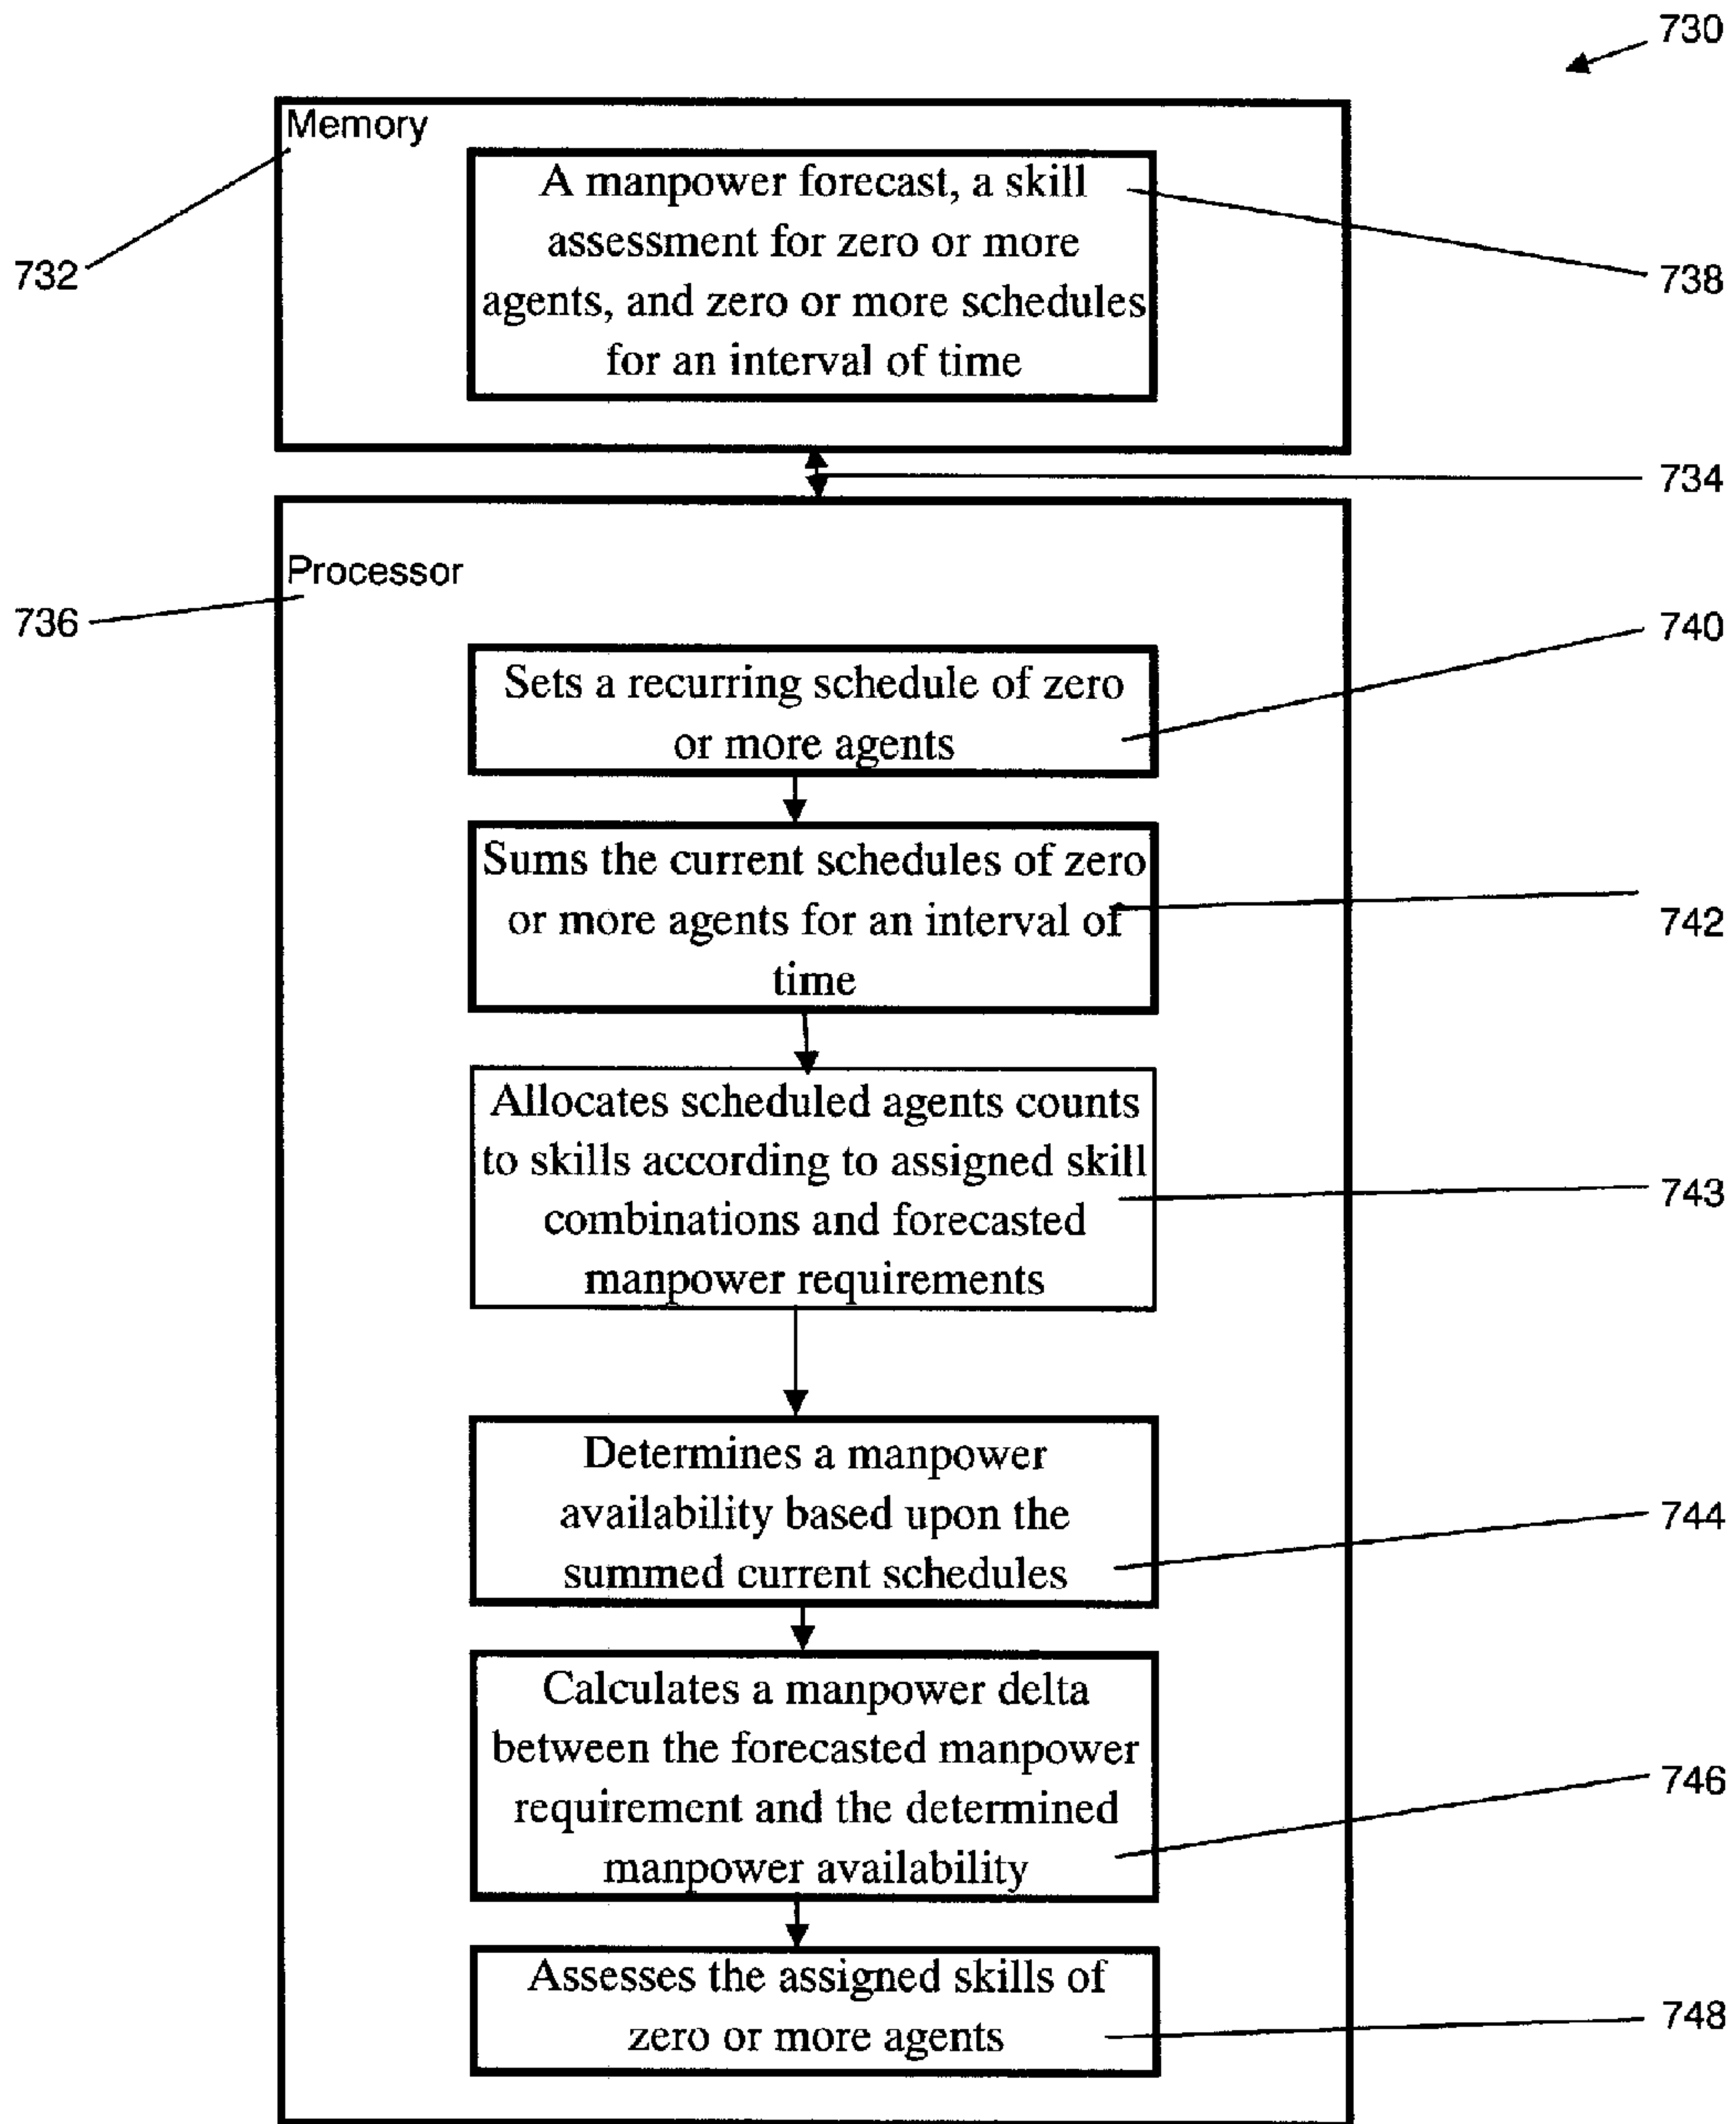 730
Memory
A manpower forecast, a skill
assessment for zero or more
agents, and zero or more schedules
for an interval of time
732
738
734
Processor
736
740
Sets a recurring schedule of zero
or more agents
Sums the current schedules of zero
or more agents for an interval of
time
742
Allocates scheduled agents counts
to skills according to assigned skill
combinations and forecasted
manpower requirements
743
Determines a manpower
availability based upon the
summed current schedules
744
Calculates a manpower delta
between the forecasted manpower
requirement and the determined
manpower availability
746
Assesses the assigned skills of
zero or more agents
748